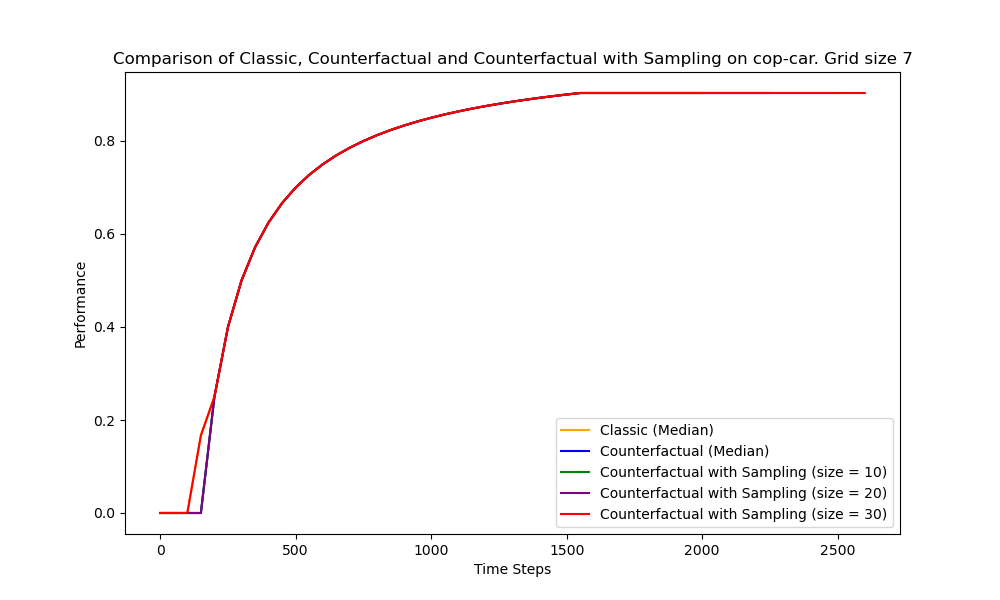 Comparison of Classic, Counterfactual and Counterfactual with Sampling on cop-car. Grid size 7
Performance
0.8
0.6
0.4
0.2
0.0
Classic (Median)
Counterfactual (Median)
Counterfactual with Sampling (size = 10)
Counterfactual with Sampling (size = 20)
Counterfactual with Sampling (size = 30)
0 500 1000 1500 2000 2500
Time Steps